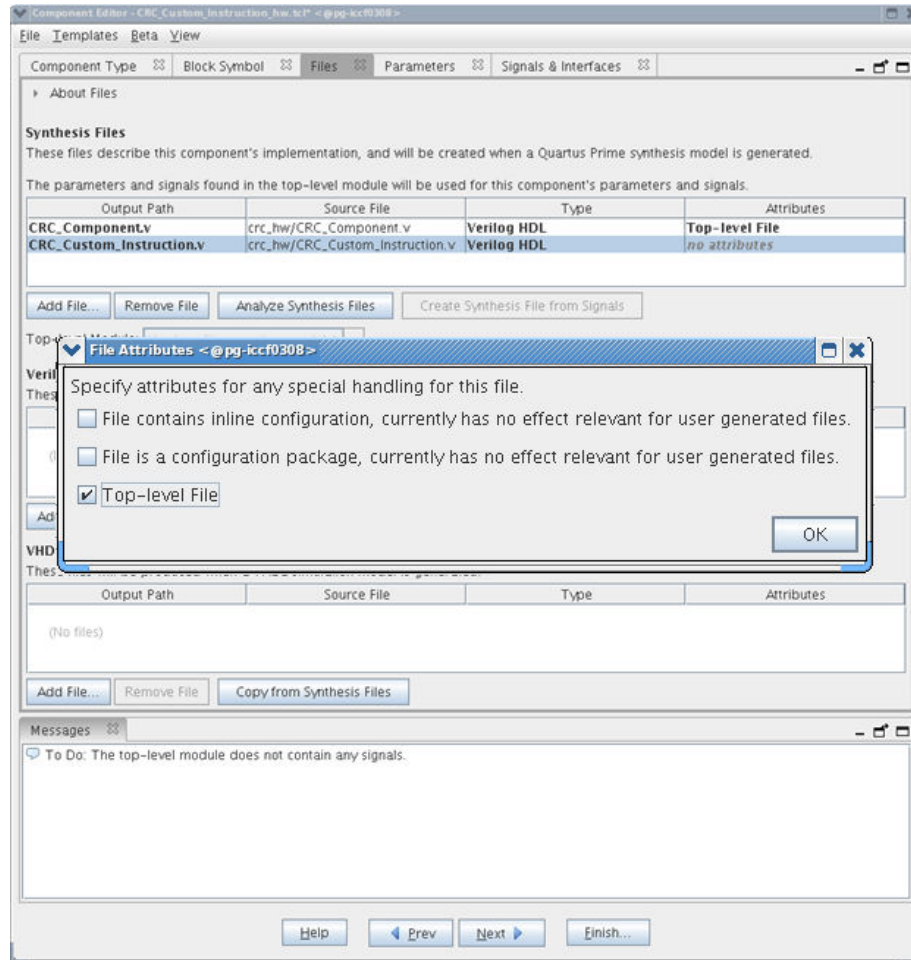 Component Editor - CRC_Custom_Instruction_hw.tcl* <@pg-iccf0308>
File Templates Beta View
Component Type Block Symbol Files Parameters Signals & Interfaces
About Files
Synthesis Files
These files describe this component's implementation, and will be created when a Quartus Prime synthesis model is generated.
The parameters and signals found in the top-level module will be used for this component's parameters and signals.
Output Path Source File Type Attributes
CRC_Component.v crc_hw/CRC_Component.v Verilog HDL Top-level File
CRC_Custom_Instruction.v crc_hw/CRC_Custom_Instruction.v Verilog HDL no attributes
Add File... Remove File Analyze Synthesis Files Create Synthesis File from Signals
File Attributes <@pg-iccf0308>
Specify attributes for any special handling for this file.
File contains inline configuration, currently has no effect relevant for user generated files.
File is a configuration package, currently has no effect relevant for user generated files.
Top-level File
OK
Output Path Source File Type Attributes
(No files)
Add File... Remove File Copy from Synthesis Files
Messages
To Do: The top-level module does not contain any signals.
Help Prev Next Finish...